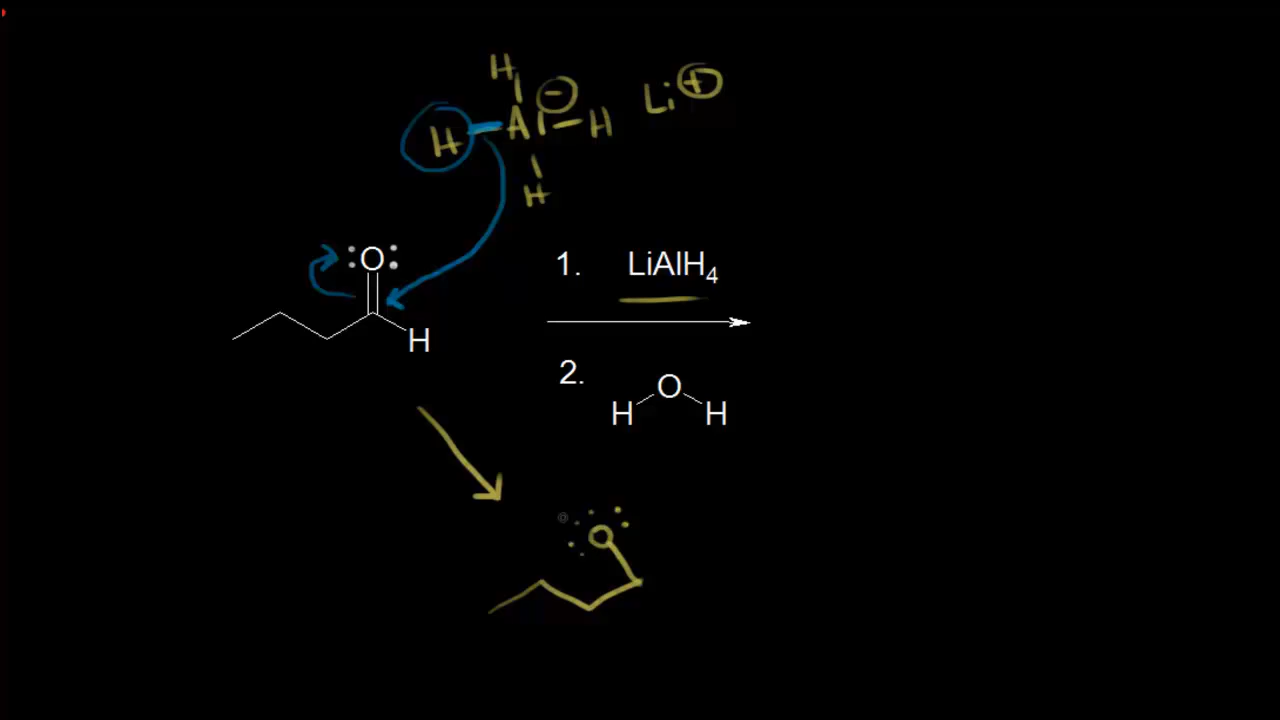 H
⊖
Li ⊕
H – Al – H
H
:O:
1. LiAlH₄
H
2. H O H
O